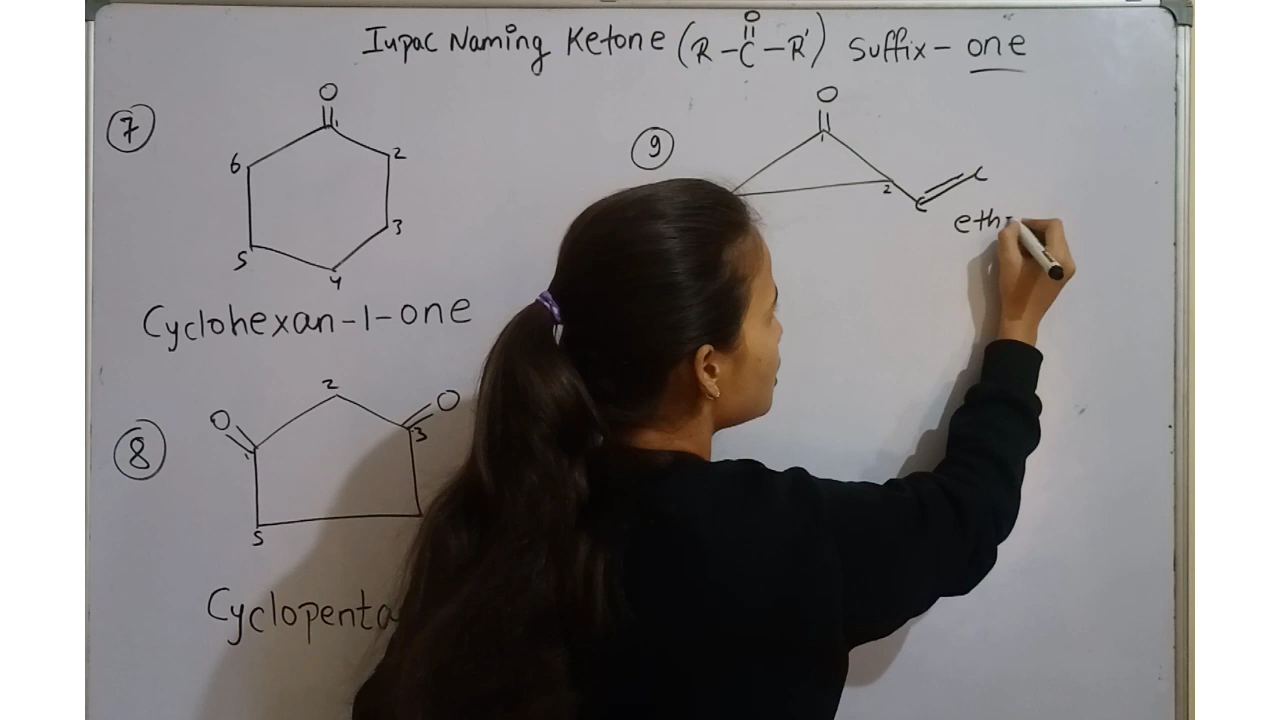 Iupac Naming Ketone (R-C-R') Suffix- one
O
7
O
1
2
3
4
5
6
Cyclohexan-1-one
8
O
O
1
2
3
5
Cyclopenta
9
O
1
2
C
C
eth